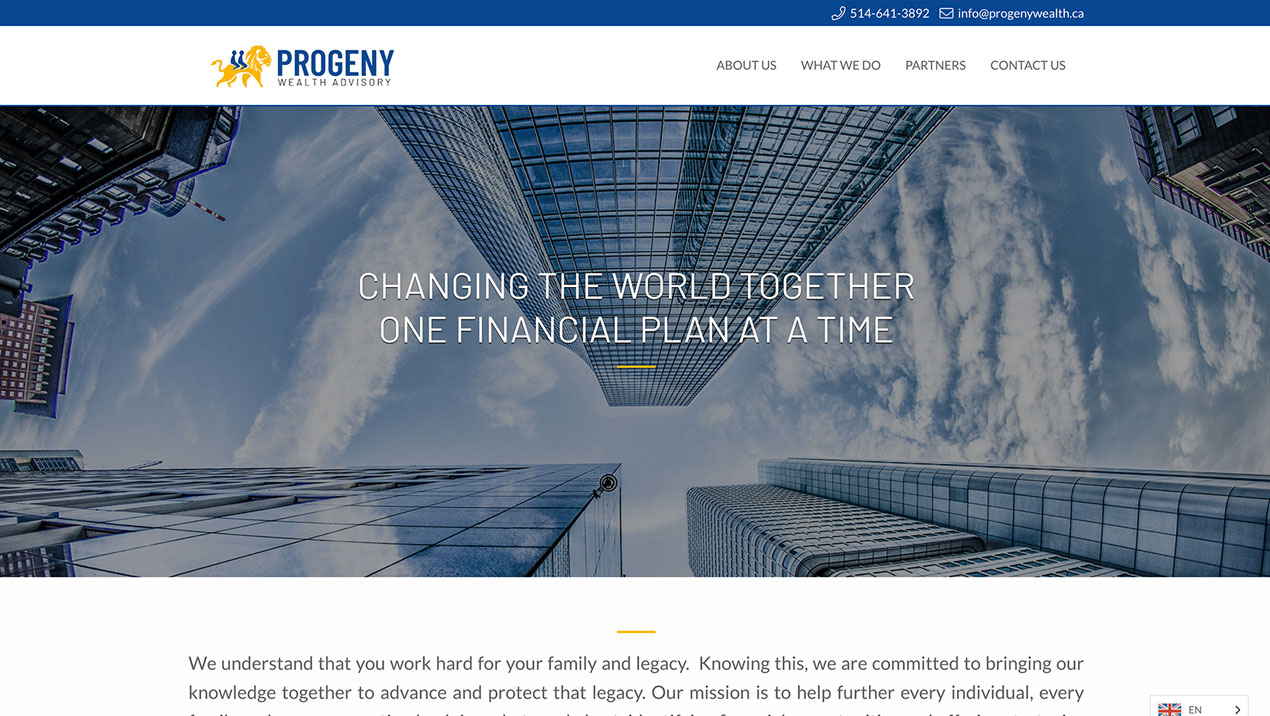 514-641-3892 info@progenywealth.ca
PROGENY
WEALTH ADVISORY
ABOUT US WHAT WE DO PARTNERS CONTACT US
CHANGING THE WORLD TOGETHER
ONE FINANCIAL PLAN AT A TIME
We understand that you work hard for your family and legacy. Knowing this, we are committed to bringing our
knowledge together to advance and protect that legacy. Our mission is to help further every individual, every
EN